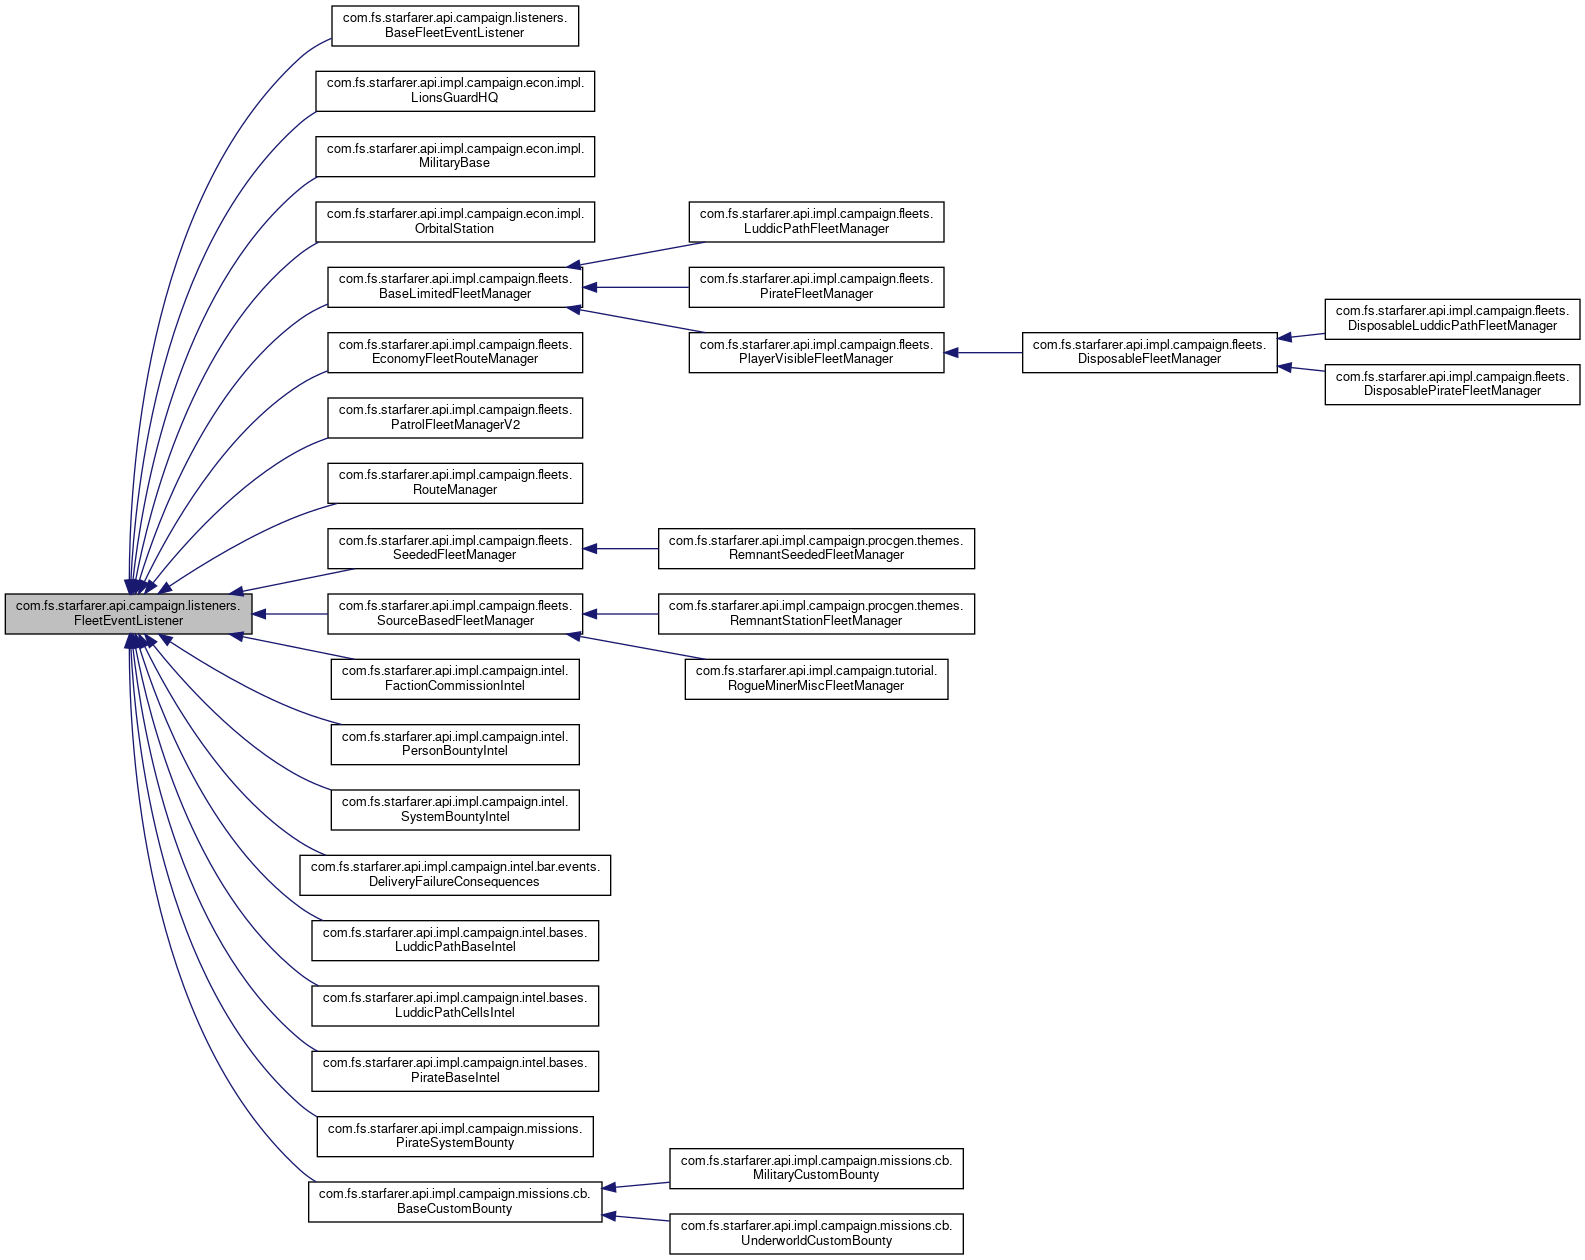 com.fs.starfarer.api.campaign.listeners.
BaseFleetEventListener
com.fs.starfarer.api.impl.campaign.econ.impl.
LionsGuardHQ
com.fs.starfarer.api.impl.campaign.econ.impl.
MilitaryBase
com.fs.starfarer.api.impl.campaign.econ.impl.
OrbitalStation
com.fs.starfarer.api.impl.campaign.fleets.
LuddicPathFleetManager
com.fs.starfarer.api.impl.campaign.fleets.
BaseLimitedFleetManager
com.fs.starfarer.api.impl.campaign.fleets.
PirateFleetManager
com.fs.starfarer.api.impl.campaign.fleets.
DisposableLuddicPathFleetManager
com.fs.starfarer.api.impl.campaign.fleets.
EconomyFleetRouteManager
com.fs.starfarer.api.impl.campaign.fleets.
PlayerVisibleFleetManager
com.fs.starfarer.api.impl.campaign.fleets.
DisposableFleetManager
com.fs.starfarer.api.impl.campaign.fleets.
DisposablePirateFleetManager
com.fs.starfarer.api.impl.campaign.fleets.
PatrolFleetManagerV2
com.fs.starfarer.api.impl.campaign.fleets.
RouteManager
com.fs.starfarer.api.impl.campaign.fleets.
SeededFleetManager
com.fs.starfarer.api.impl.campaign.procgen.themes.
RemnantSeededFleetManager
com.fs.starfarer.api.campaign.listeners.
FleetEventListener
com.fs.starfarer.api.impl.campaign.fleets.
SourceBasedFleetManager
com.fs.starfarer.api.impl.campaign.procgen.themes.
RemnantStationFleetManager
com.fs.starfarer.api.impl.campaign.intel.
FactionCommissionIntel
com.fs.starfarer.api.impl.campaign.tutorial.
RogueMinerMiscFleetManager
com.fs.starfarer.api.impl.campaign.intel.
PersonBountyIntel
com.fs.starfarer.api.impl.campaign.intel.
SystemBountyIntel
com.fs.starfarer.api.impl.campaign.intel.bar.events.
DeliveryFailureConsequences
com.fs.starfarer.api.impl.campaign.intel.bases.
LuddicPathBaseIntel
com.fs.starfarer.api.impl.campaign.intel.bases.
LuddicPathCellsIntel
com.fs.starfarer.api.impl.campaign.intel.bases.
PirateBaseIntel
com.fs.starfarer.api.impl.campaign.missions.
PirateSystemBounty
com.fs.starfarer.api.impl.campaign.missions.cb.
MilitaryCustomBounty
com.fs.starfarer.api.impl.campaign.missions.cb.
BaseCustomBounty
com.fs.starfarer.api.impl.campaign.missions.cb.
UnderworldCustomBounty